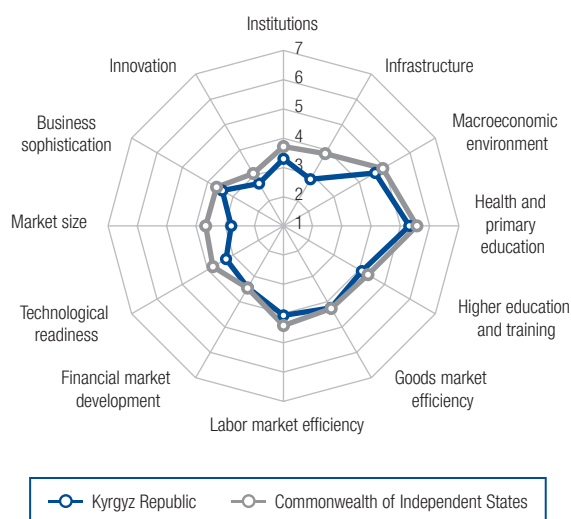 Institutions
7
6
5
4
3
2
1
Infrastructure
Macroeconomic
environment
Health and
primary
education
Higher education
and training
Goods market
efficiency
Labor market efficiency
Financial market
development
Technological
readiness
Market size
Business
sophistication
Innovation
Kyrgyz Republic
Commonwealth of Independent States